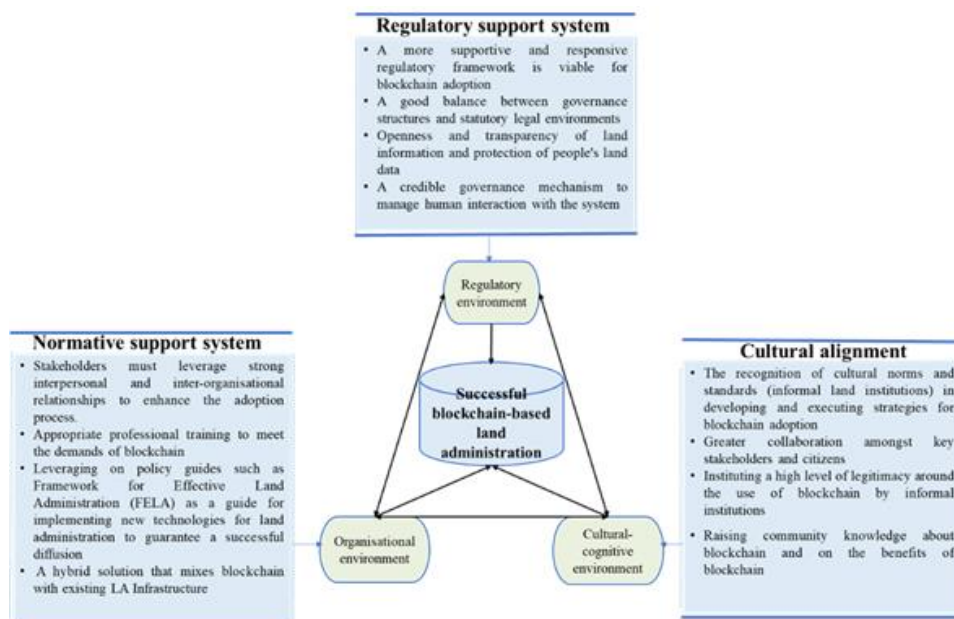 Regulatory support system
• A more supportive and responsive
regulatory framework is viable for
blockchain adoption
• A good balance between governance
structures and statutory legal environments
• Openness and transparency of land
information and protection of people's land
data
• A credible governance mechanism to
manage human interaction with the system
Regulatory
environment
Normative support system
• Stakeholders must leverage strong
interpersonal and inter-organisational
relationships to enhance the adoption
process.
• Appropriate professional training to meet
the demands of blockchain
• Leveraging on policy guides such as
Framework for Effective Land
Administration (FELA) as a guide for
implementing new technologies for land
administration to guarantee a successful
diffusion
• A hybrid solution that mixes blockchain
with existing LA Infrastructure
Successful
blockchain-based
land
administration
Cultural alignment
• The recognition of cultural norms and
standards (informal land institutions) in
developing and executing strategies for
blockchain adoption
• Greater collaboration amongst key
stakeholders and citizens
• Instituting a high level of legitimacy around
the use of blockchain by informal
institutions
• Raising community knowledge about
blockchain and on the benefits of
blockchain
Organisational
environment
Cultural-
cognitive
environment